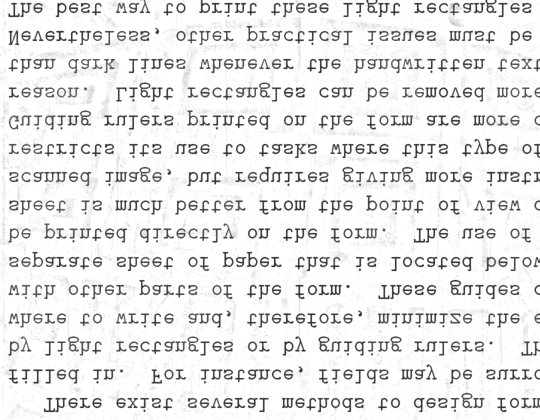 There exist several methods to design form
filled in. For instance, fields may be surro
by light rectangles or by guiding rulers. Th
where to write and, therefore, minimize the e
with other parts of the form. These guides c
separate sheet of paper that is located below
be printed directly on the form. The use of
sheet is much better from the point of view o
scanned image, but requires giving more instr
restricts its use to tasks where this type of
Guiding rulers printed on the form are more c
reason. Light rectangles can be removed more
than dark lines whenever the handwritten text
Nevertheless, other practical issues must be
The best way to print these light rectangles